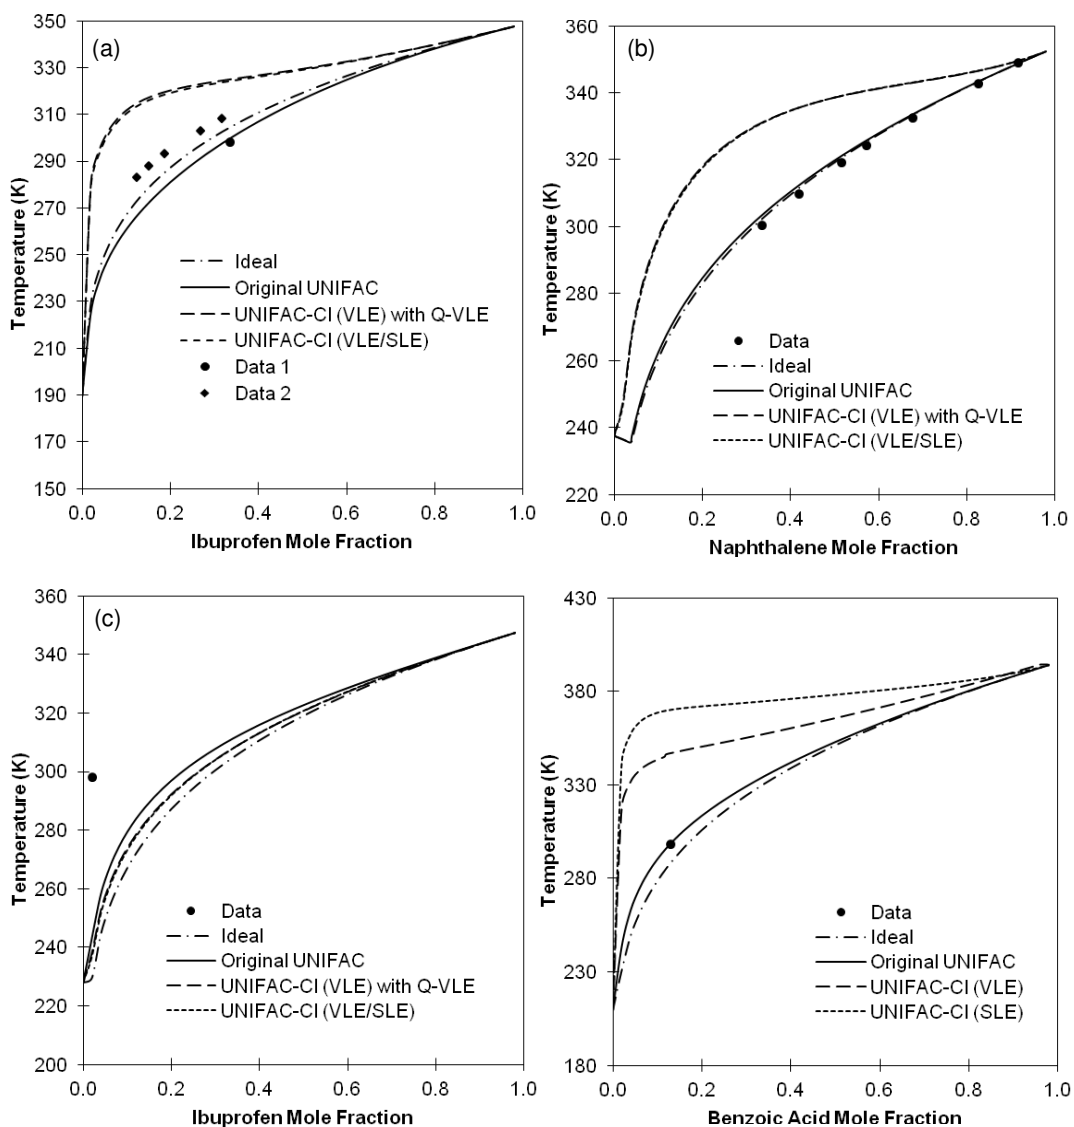 (a)
350
330
310
290
270
250
230
210
190
170
150
Temperature (K)
Ideal
Original UNIFAC
UNIFAC-CI (VLE) with Q-VLE
UNIFAC-CI (VLE/SLE)
Data 1
Data 2
0.0 0.2 0.4 0.6 0.8 1.0
Ibuprofen Mole Fraction
(b)
360
340
320
300
280
260
240
220
Temperature (K)
Data
Ideal
Original UNIFAC
UNIFAC-CI (VLE) with Q-VLE
UNIFAC-CI (VLE/SLE)
0.0 0.2 0.4 0.6 0.8 1.0
Naphthalene Mole Fraction
(c)
360
340
320
300
280
260
240
220
200
Temperature (K)
Data
Ideal
Original UNIFAC
UNIFAC-CI (VLE) with Q-VLE
UNIFAC-CI (VLE/SLE)
0.0 0.2 0.4 0.6 0.8 1.0
Ibuprofen Mole Fraction
430
380
330
280
230
180
Temperature (K)
Data
Ideal
Original UNIFAC
UNIFAC-CI (VLE)
UNIFAC-CI (SLE)
0.0 0.2 0.4 0.6 0.8 1.0
Benzoic Acid Mole Fraction